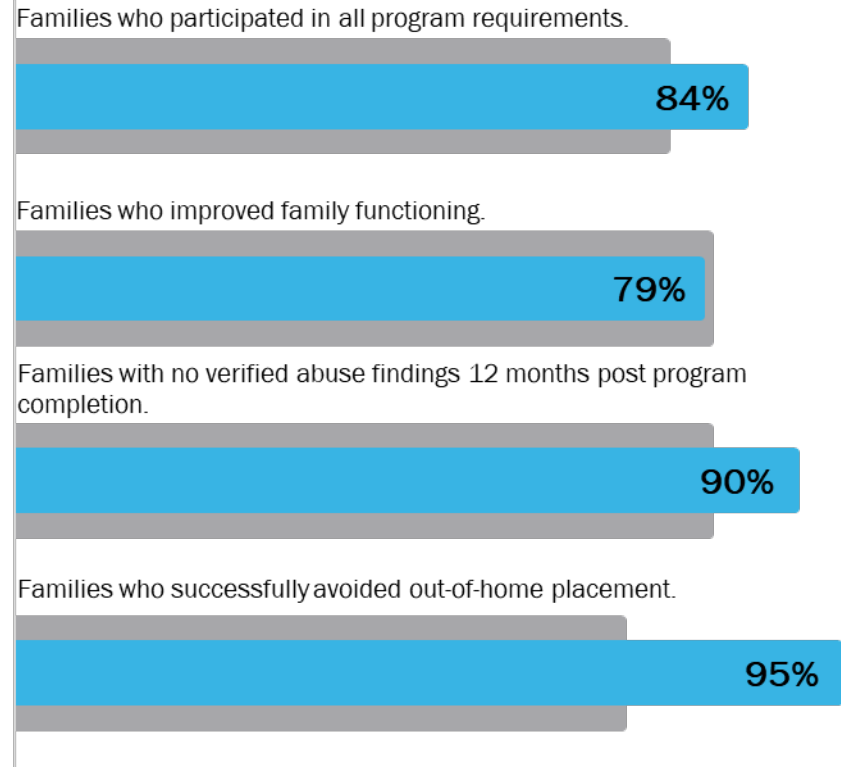 Families who participated in all program requirements.
84%
Families who improved family functioning.
79%
Families with no verified abuse findings 12 months post program
completion.
90%
Families who successfully avoided out-of-home placement.
95%